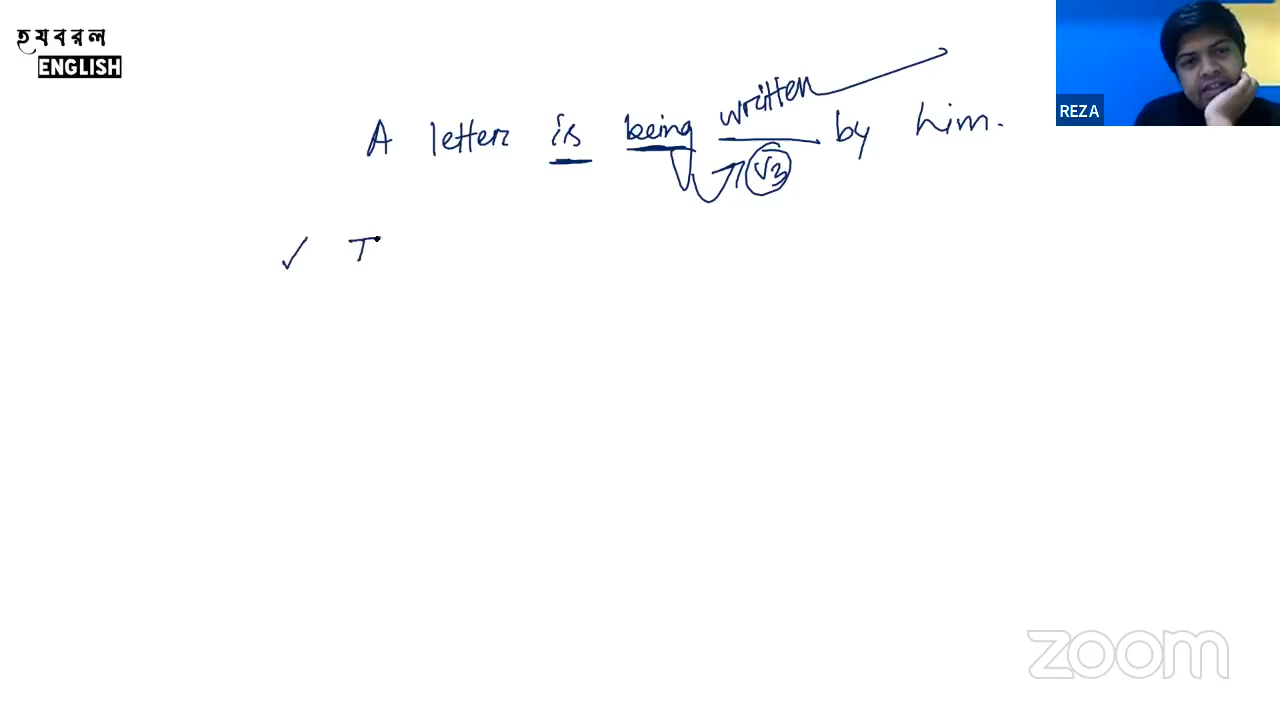 হযবরল
ENGLISH
REZA
A letter is being written by him.
V3
✓ T
zoom